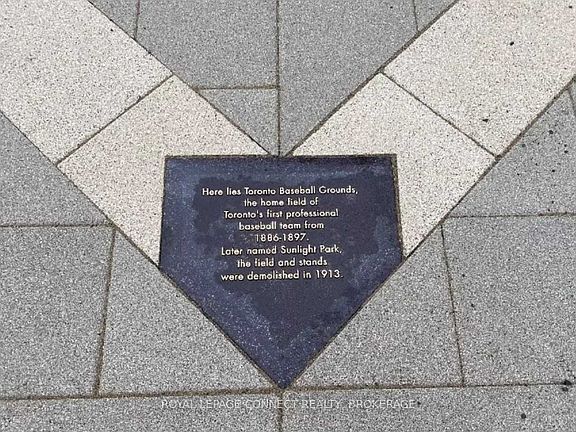 Here lies Toronto Baseball Grounds,
the home field of
Toronto's first professional
baseball team from
1886-1897.
Later named Sunlight Park,
the field and stands
were demolished in 1913.
ROYAL LEPAGE CONNECT REALTY, BROKERAGE